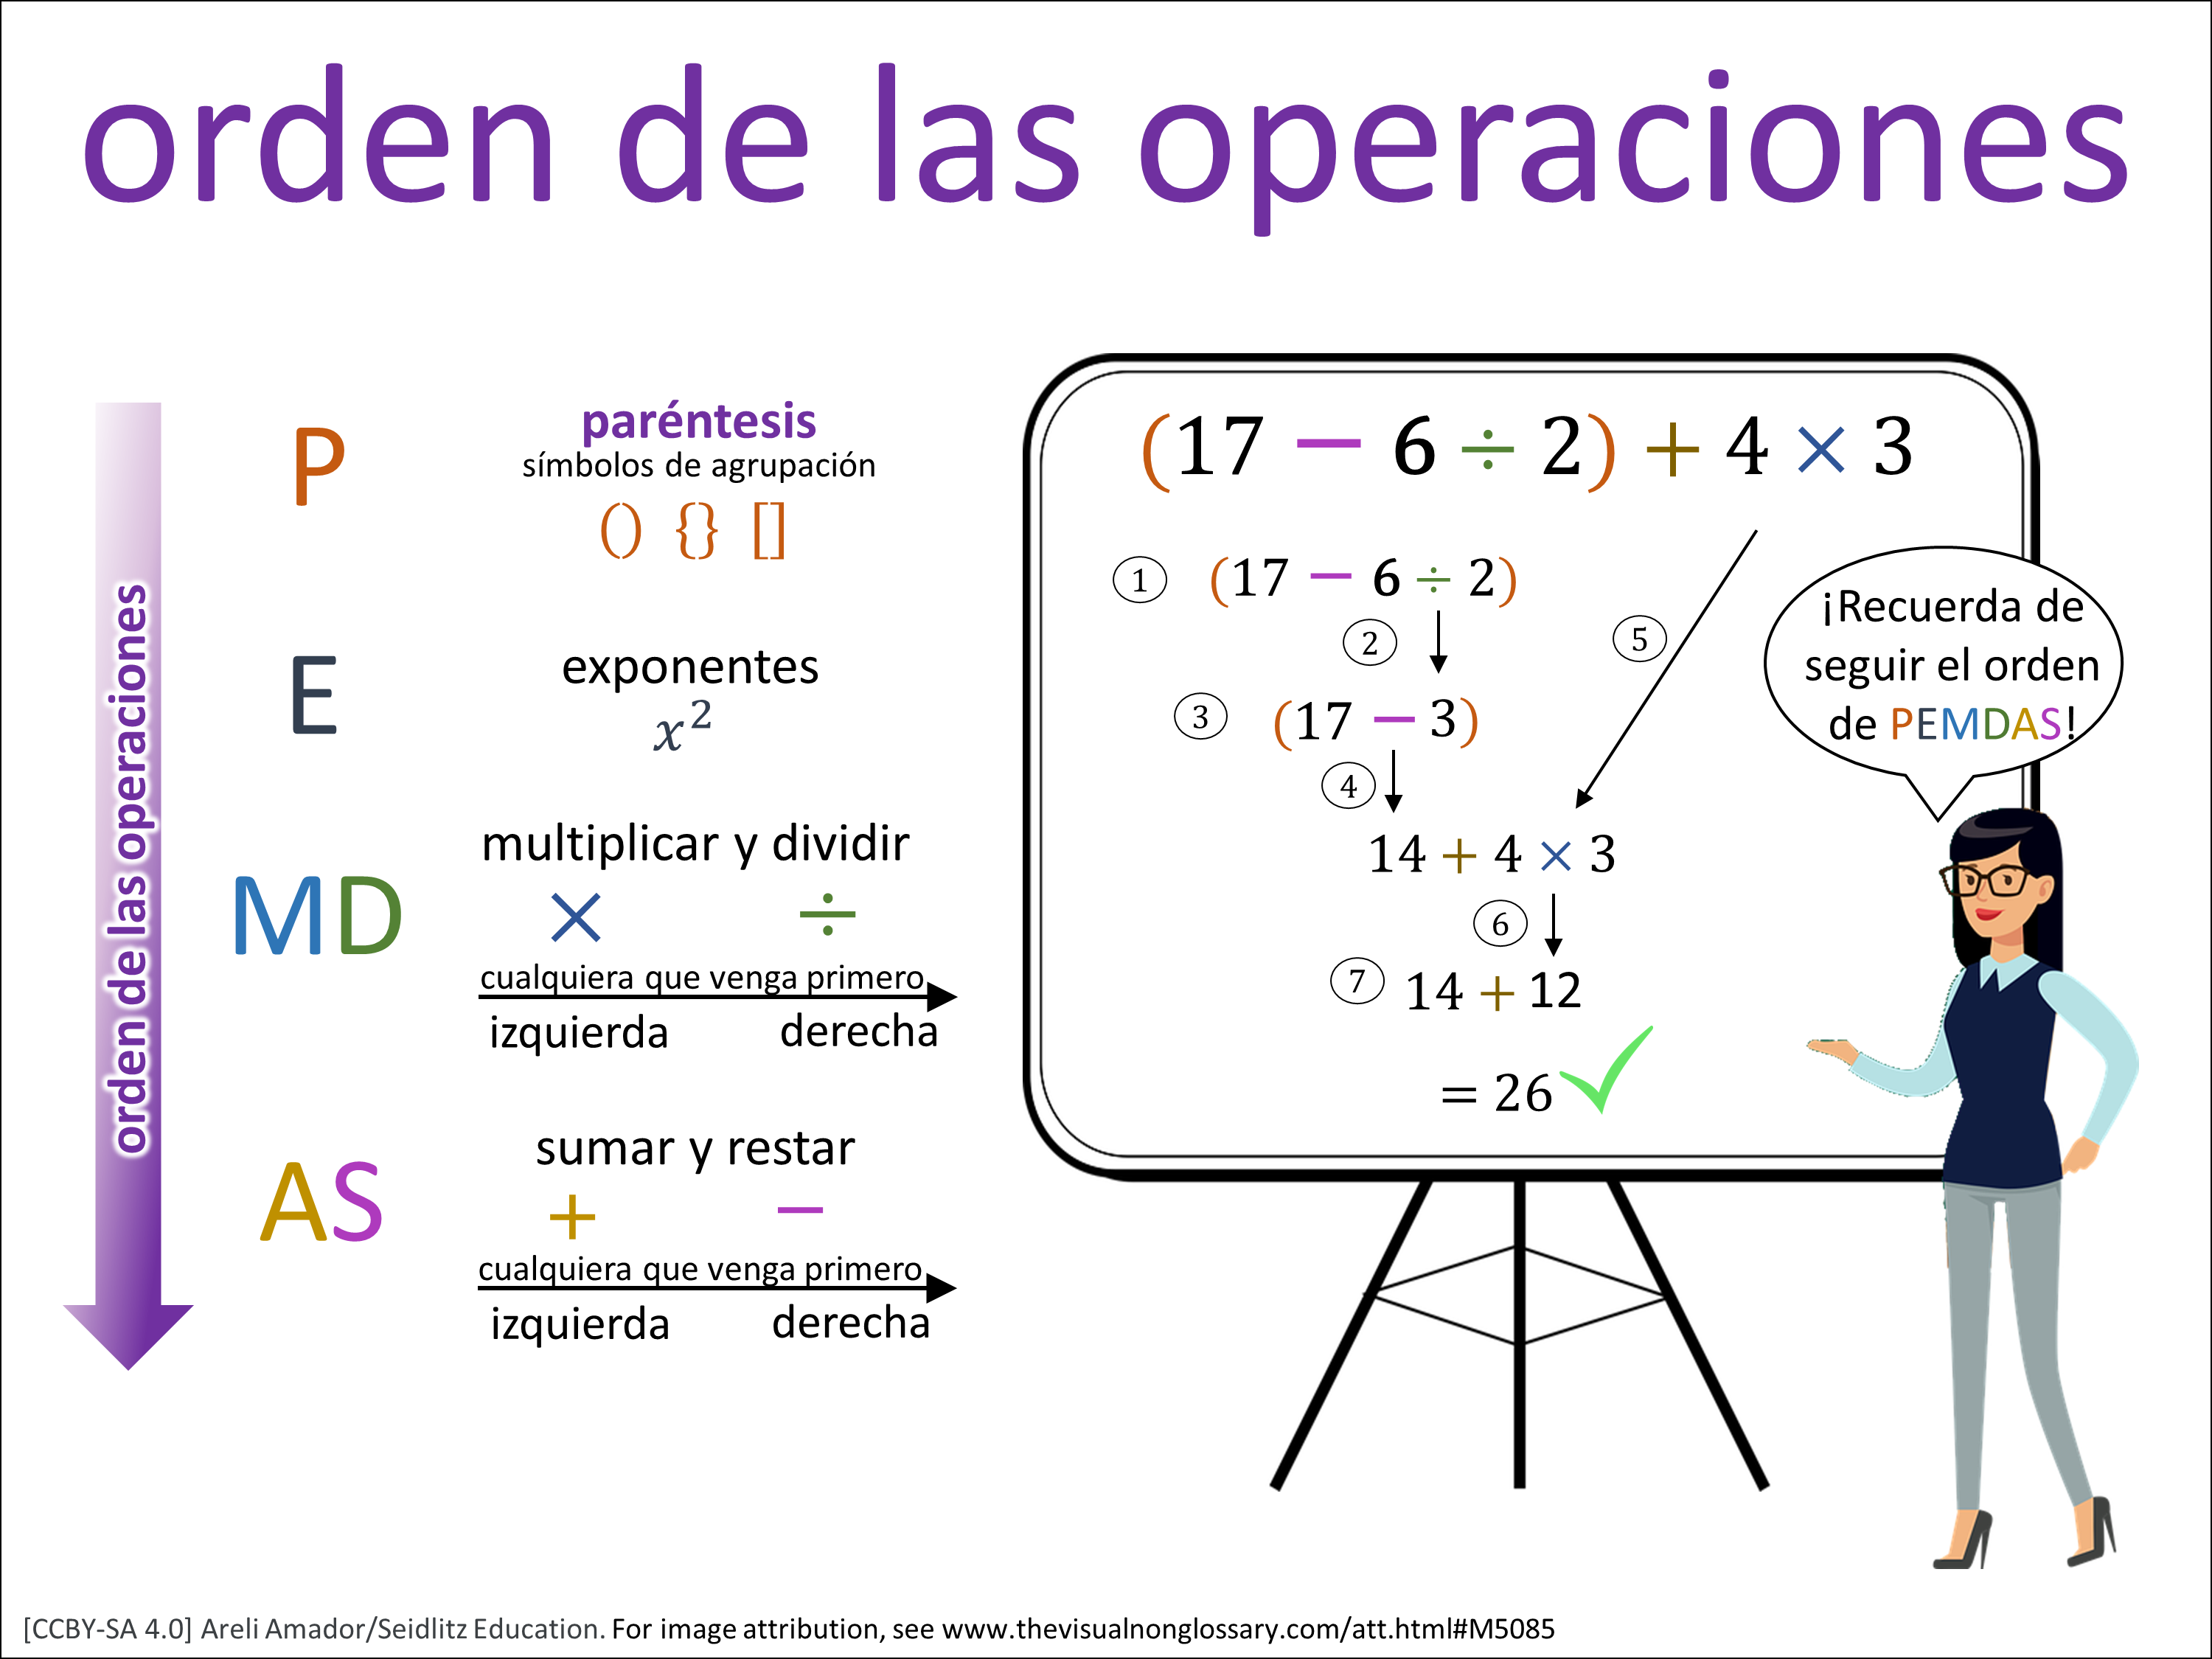 orden de las operaciones
orden de las operaciones
P
paréntesis
símbolos de agrupación
() {} []
E
exponentes
x²
MD
multiplicar y dividir
× ÷
cualquiera que venga primero
izquierda derecha
AS
sumar y restar
+ −
cualquiera que venga primero
izquierda derecha
(17 − 6 ÷ 2) + 4 × 3
1 (17 − 6 ÷ 2)
2
5
3 (17 − 3)
4
14 + 4 × 3
6
7 14 + 12
= 26
¡Recuerda de
seguir el orden
de PEMDAS!
[CCBY-SA 4.0] Areli Amador/Seidlitz Education. For image attribution, see www.thevisualnonglossary.com/att.html#M5085